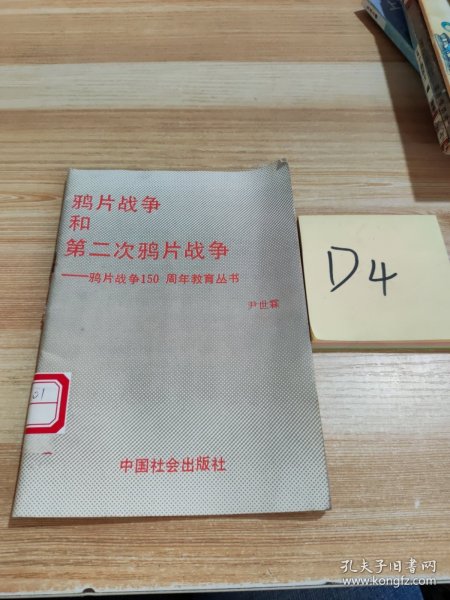 鸦片战争
和
第二次鸦片战争
——鸦片战争150 周年教育丛书
尹世霖
中国社会出版社
D4
孔夫子旧书网
www.kongfz.com